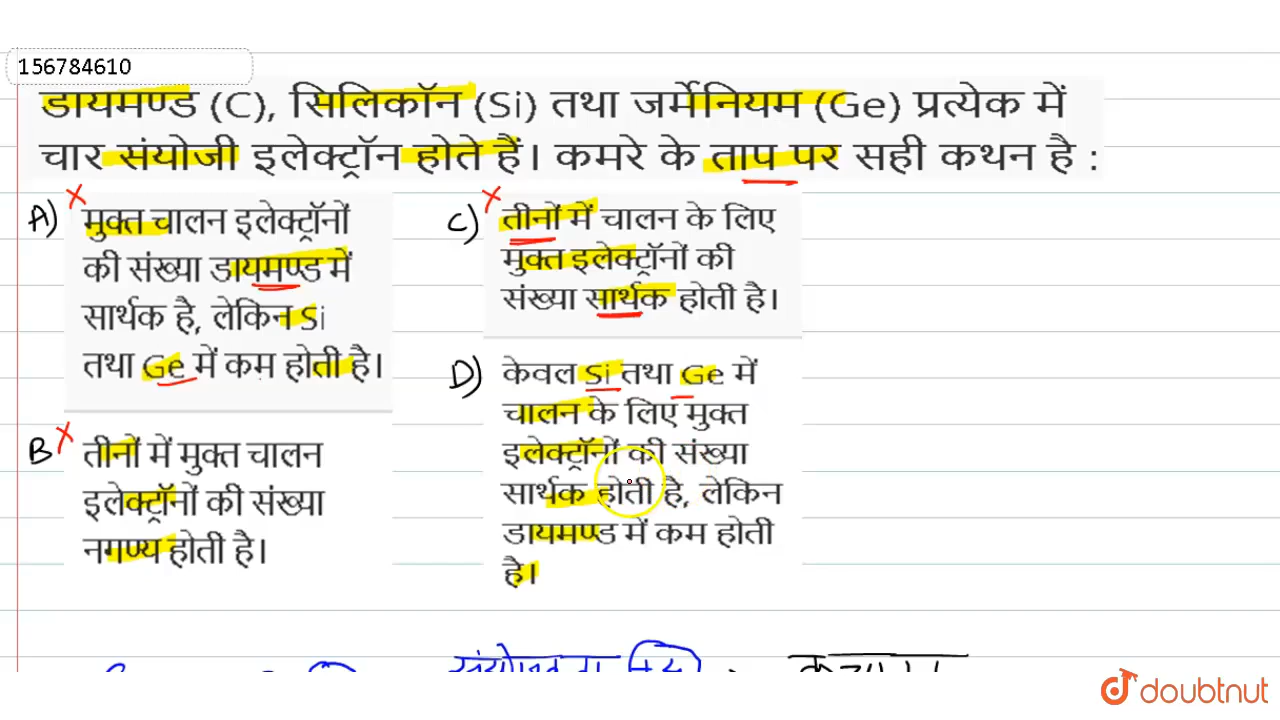 156784610
डायमण्ड (C), सिलिकॉन (Si) तथा जर्मेनियम (Ge) प्रत्येक में
चार संयोजी इलेक्ट्रॉन होते हैं। कमरे के ताप पर सही कथन है :
A) मुक्त चालन इलेक्ट्रॉनों
की संख्या डायमण्ड में
सार्थक है, लेकिन Si
तथा Ge में कम होती है।
B तीनों में मुक्त चालन
इलेक्ट्रॉनों की संख्या
नगण्य होती है।
C) तीनों में चालन के लिए
मुक्त इलेक्ट्रॉनों की
संख्या सार्थक होती है।
D) केवल Si तथा Ge में
चालन के लिए मुक्त
इलेक्ट्रॉनों की संख्या
सार्थक होती है, लेकिन
डायमण्ड में कम होती
है।
doubtnut